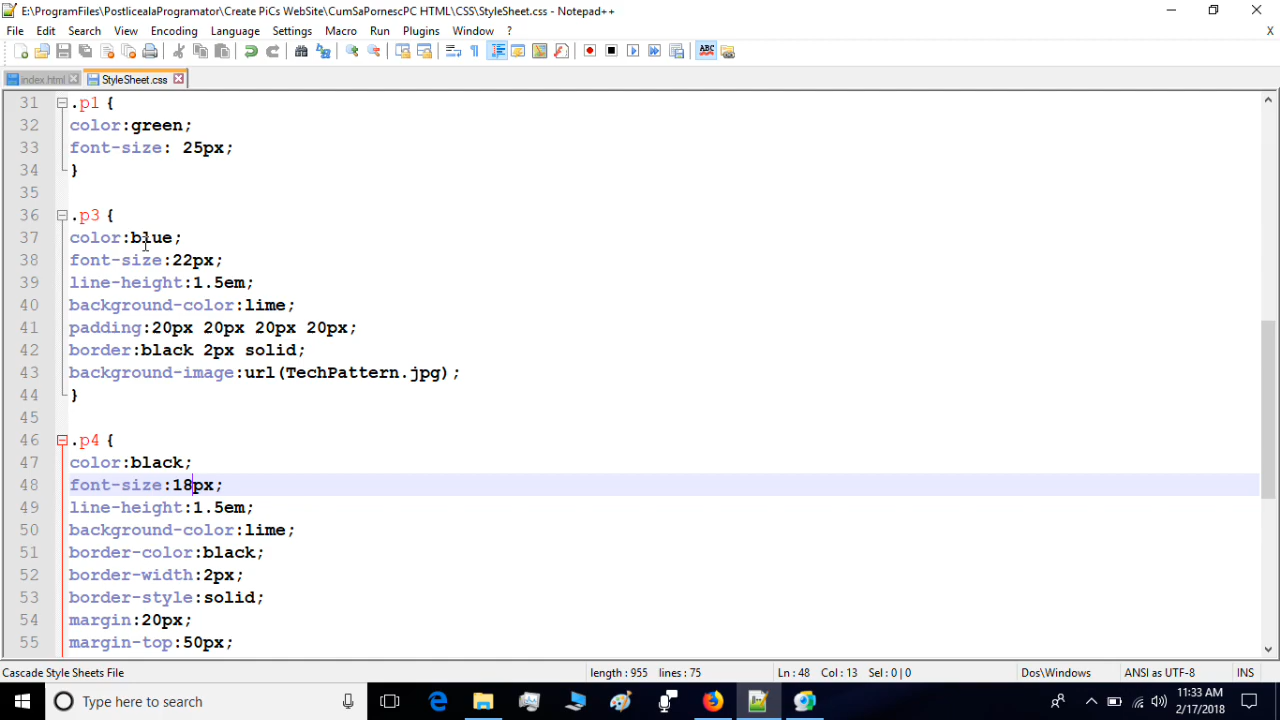 E:\ProgramFiles\PostlicealaProgramator\Create PiCs WebSite\CumSaPornescPC HTML\CSS\StyleSheet.css - Notepad++
File Edit Search View Encoding Language Settings Macro Run Plugins Window ? X
index.html StyleSheet.css
31 .p1 {
32 color:green;
33 font-size: 25px;
34 }
35
36 .p3 {
37 color:blue;
38 font-size:22px;
39 line-height:1.5em;
40 background-color:lime;
41 padding:20px 20px 20px 20px;
42 border:black 2px solid;
43 background-image:url(TechPattern.jpg);
44 }
45
46 .p4 {
47 color:black;
48 font-size:18px;
49 line-height:1.5em;
50 background-color:lime;
51 border-color:black;
52 border-width:2px;
53 border-style:solid;
54 margin:20px;
55 margin-top:50px;
Cascade Style Sheets File length : 955 lines : 75 Ln : 48 Col : 13 Sel : 0 | 0 Dos\Windows ANSI as UTF-8 INS
Type here to search
11:33 AM
2/17/2018